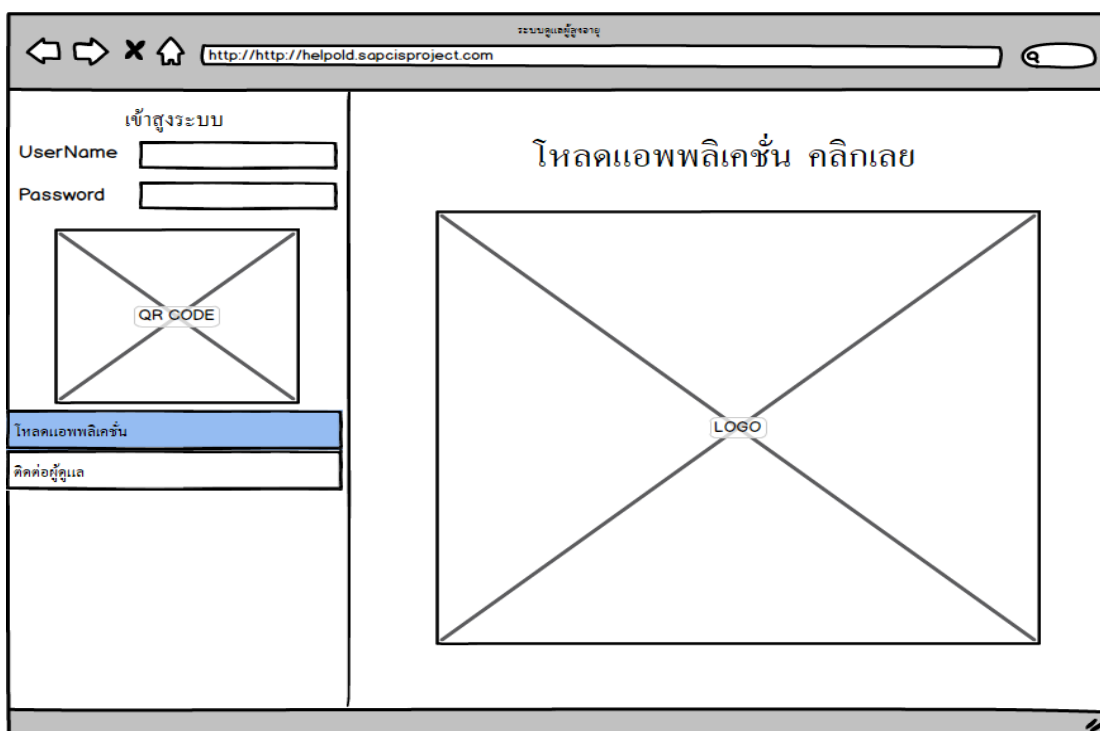 ระบบดูแลผู้สูงอายุ
http://http://helpold.sapcisproject.com
เข้าสูงระบบ
UserName
Password
QR CODE
โหลดแอพพลิเคชั่น
ติดต่อผู้ดูแล
โหลดแอพพลิเคชั่น คลิกเลย
LOGO